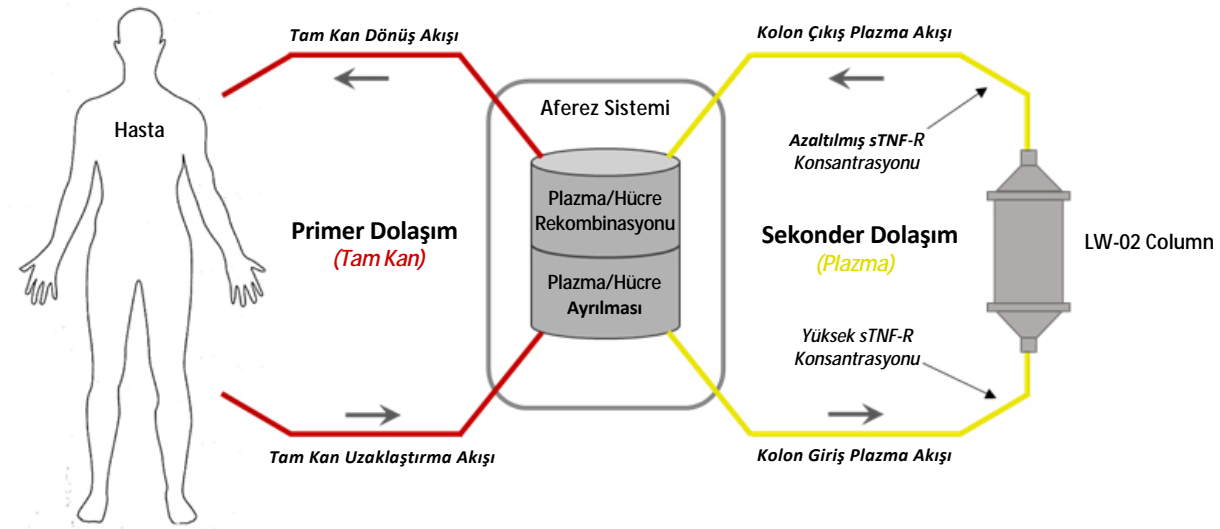 Tam Kan Dönüş Akışı
Kolon Çıkış Plazma Akışı
Aferez Sistemi
Hasta
Azaltılmış sTNF-R
Konsantrasyonu
Plazma/Hücre
Rekombinasyonu
Primer Dolaşım
(Tam Kan)
Sekonder Dolaşım
(Plazma)
LW-02 Column
Plazma/Hücre
Ayrılması
Yüksek sTNF-R
Konsantrasyonu
Tam Kan Uzaklaştırma Akışı
Kolon Giriş Plazma Akışı